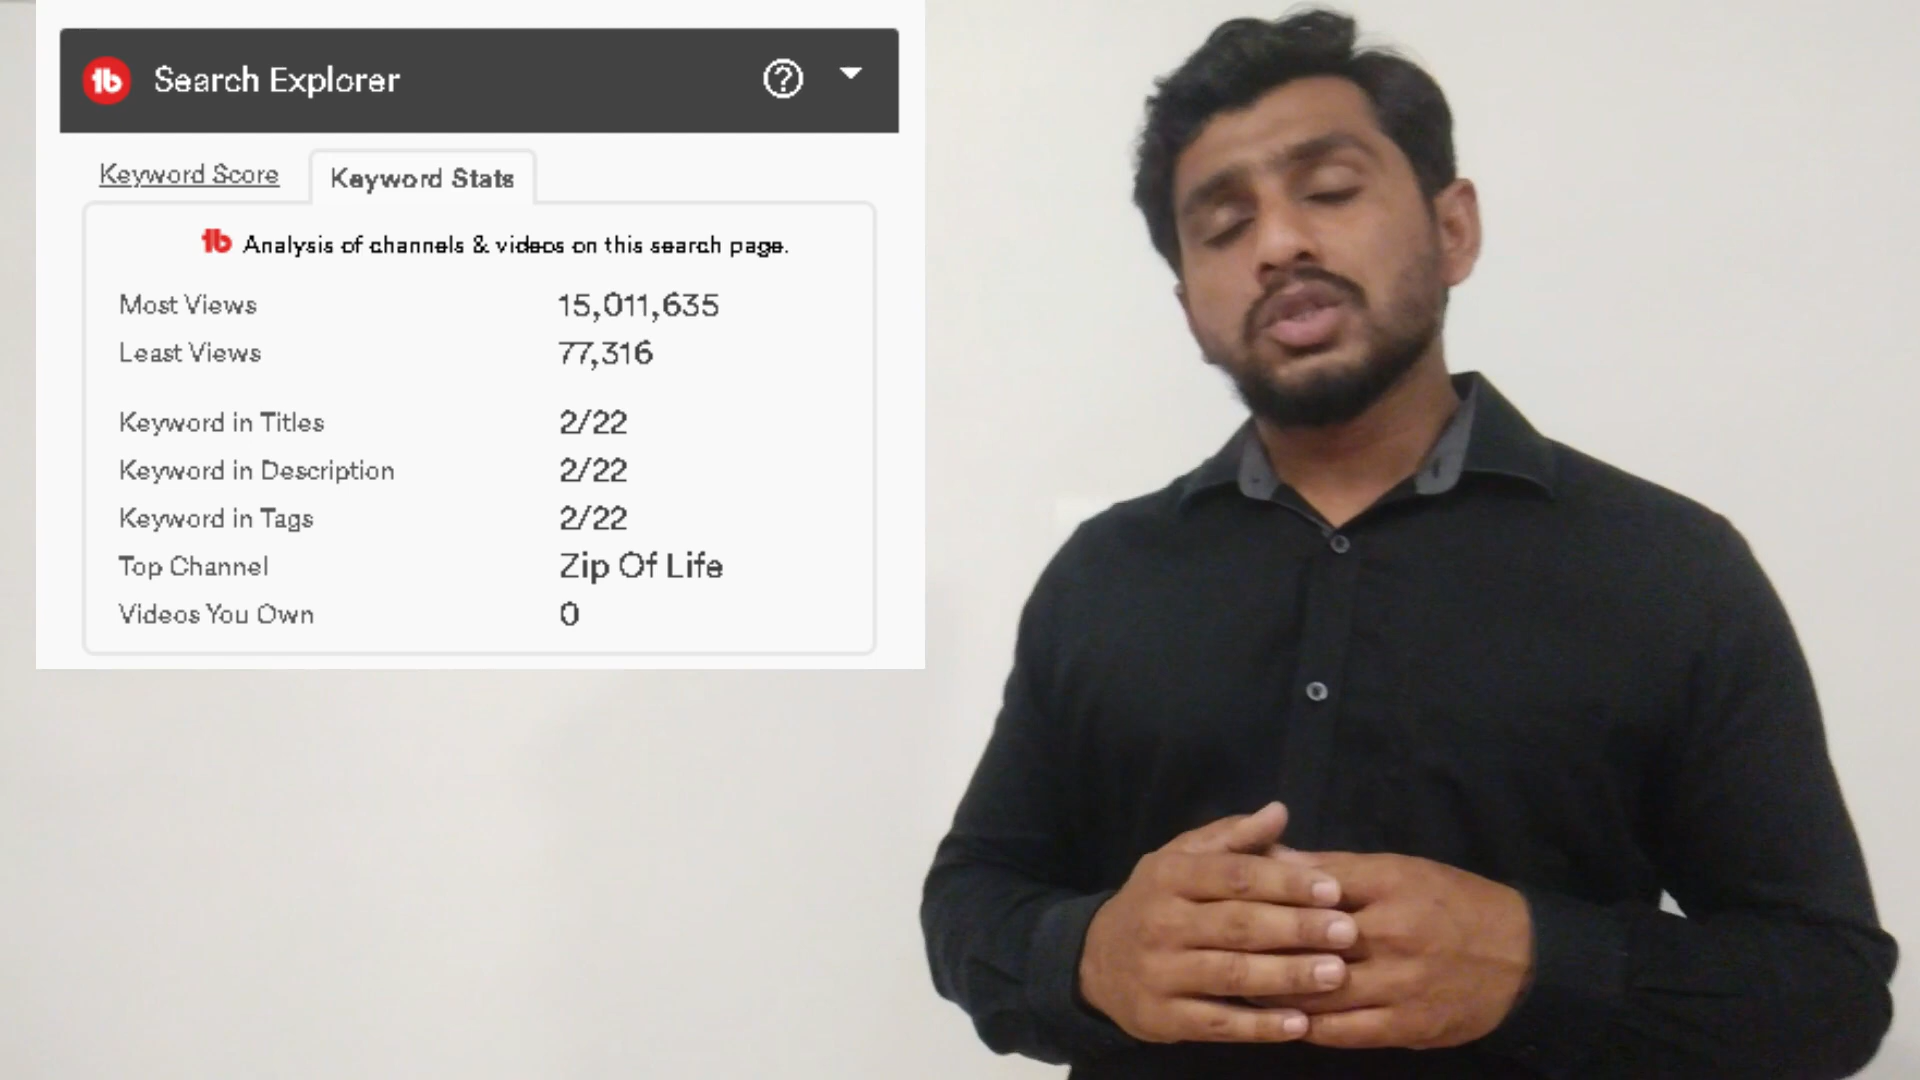 tb Search Explorer ?
Keyword Score Keyword Stats
tb Analysis of channels & videos on this search page.
Most Views 15,011,635
Least Views 77,316
Keyword in Titles 2/22
Keyword in Description 2/22
Keyword in Tags 2/22
Top Channel Zip Of Life
Videos You Own 0